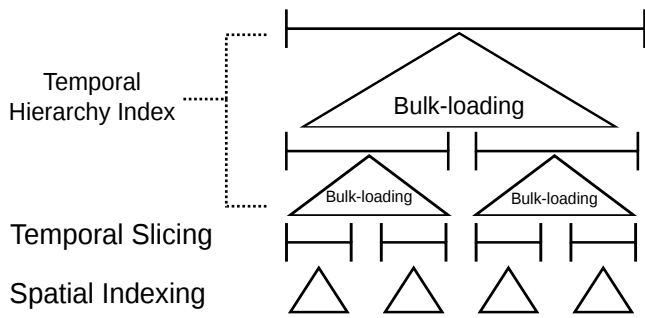 Temporal
Hierarchy Index
Bulk-loading
Bulk-loading
Bulk-loading
Temporal Slicing
Spatial Indexing